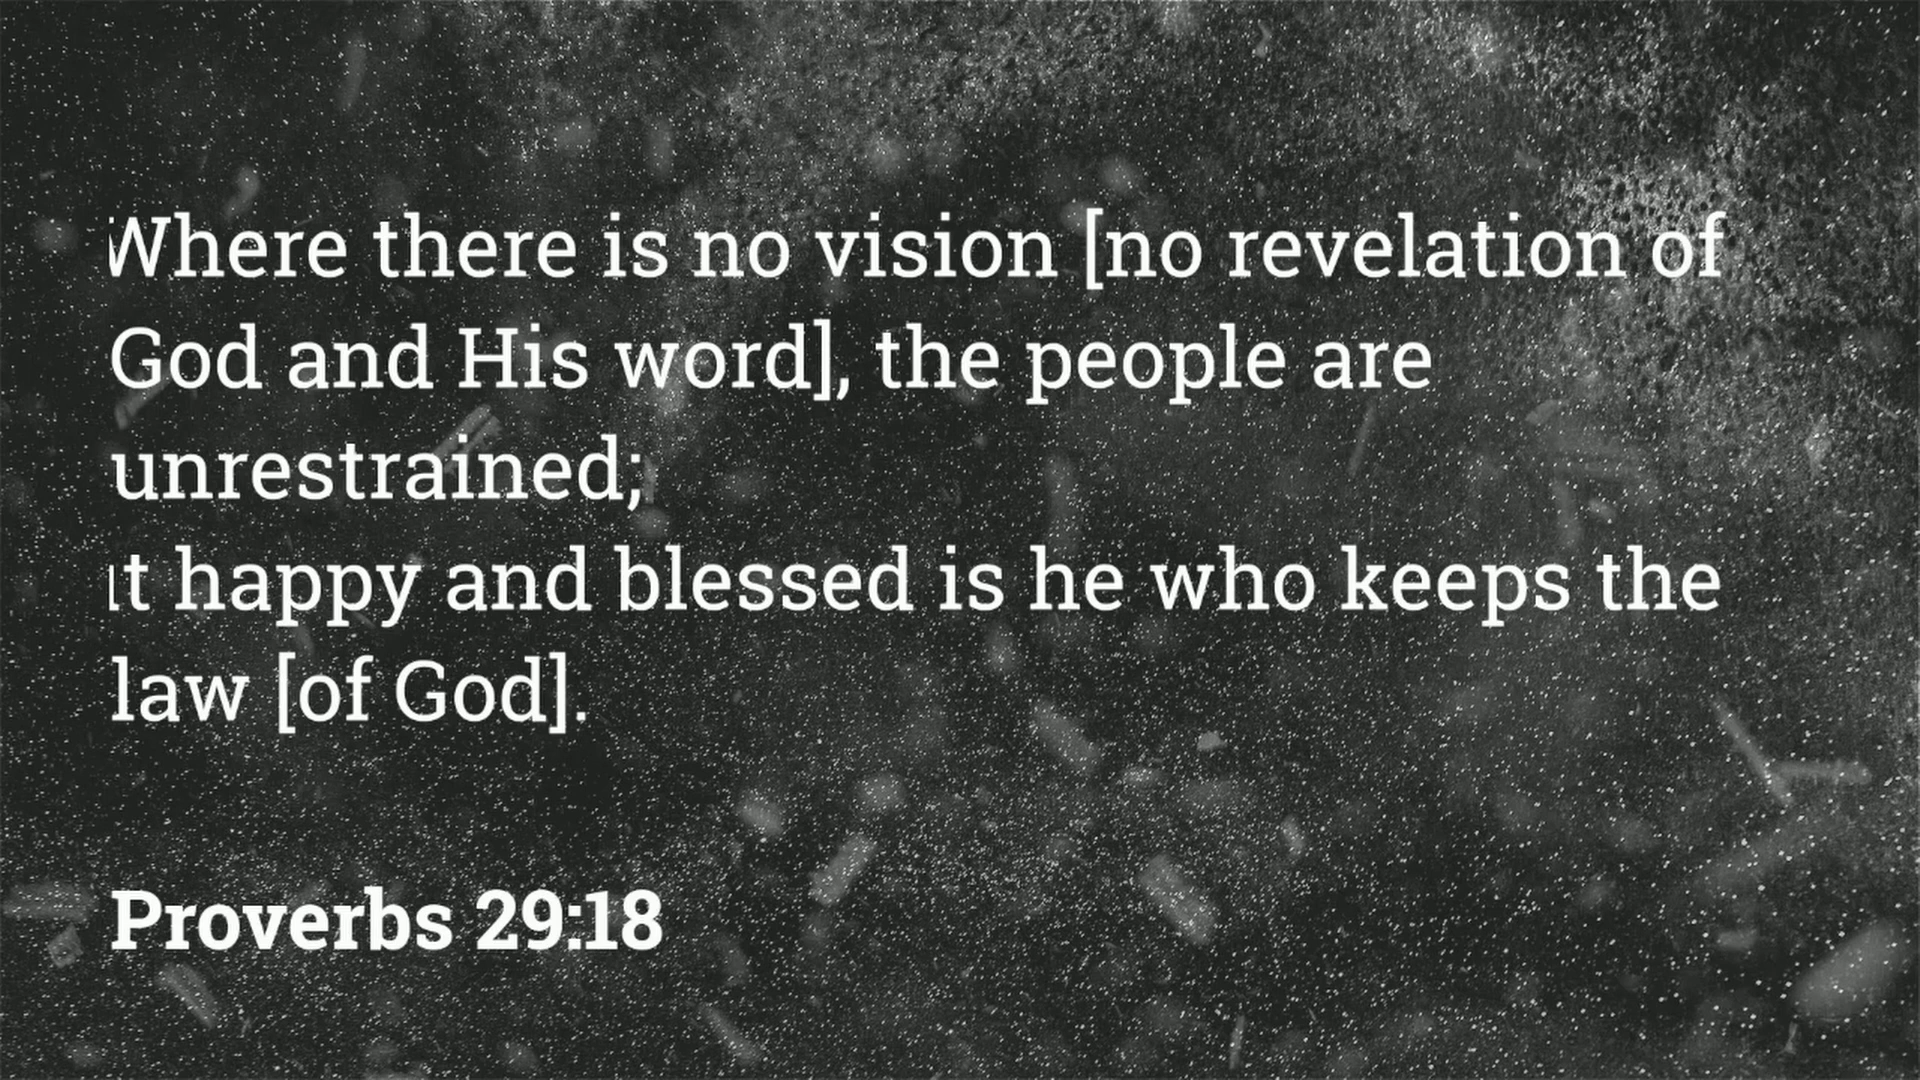 Where there is no vision [no revelation of
God and His word], the people are
unrestrained;
t happy and blessed is he who keeps the
law [of God].
Proverbs 29:18